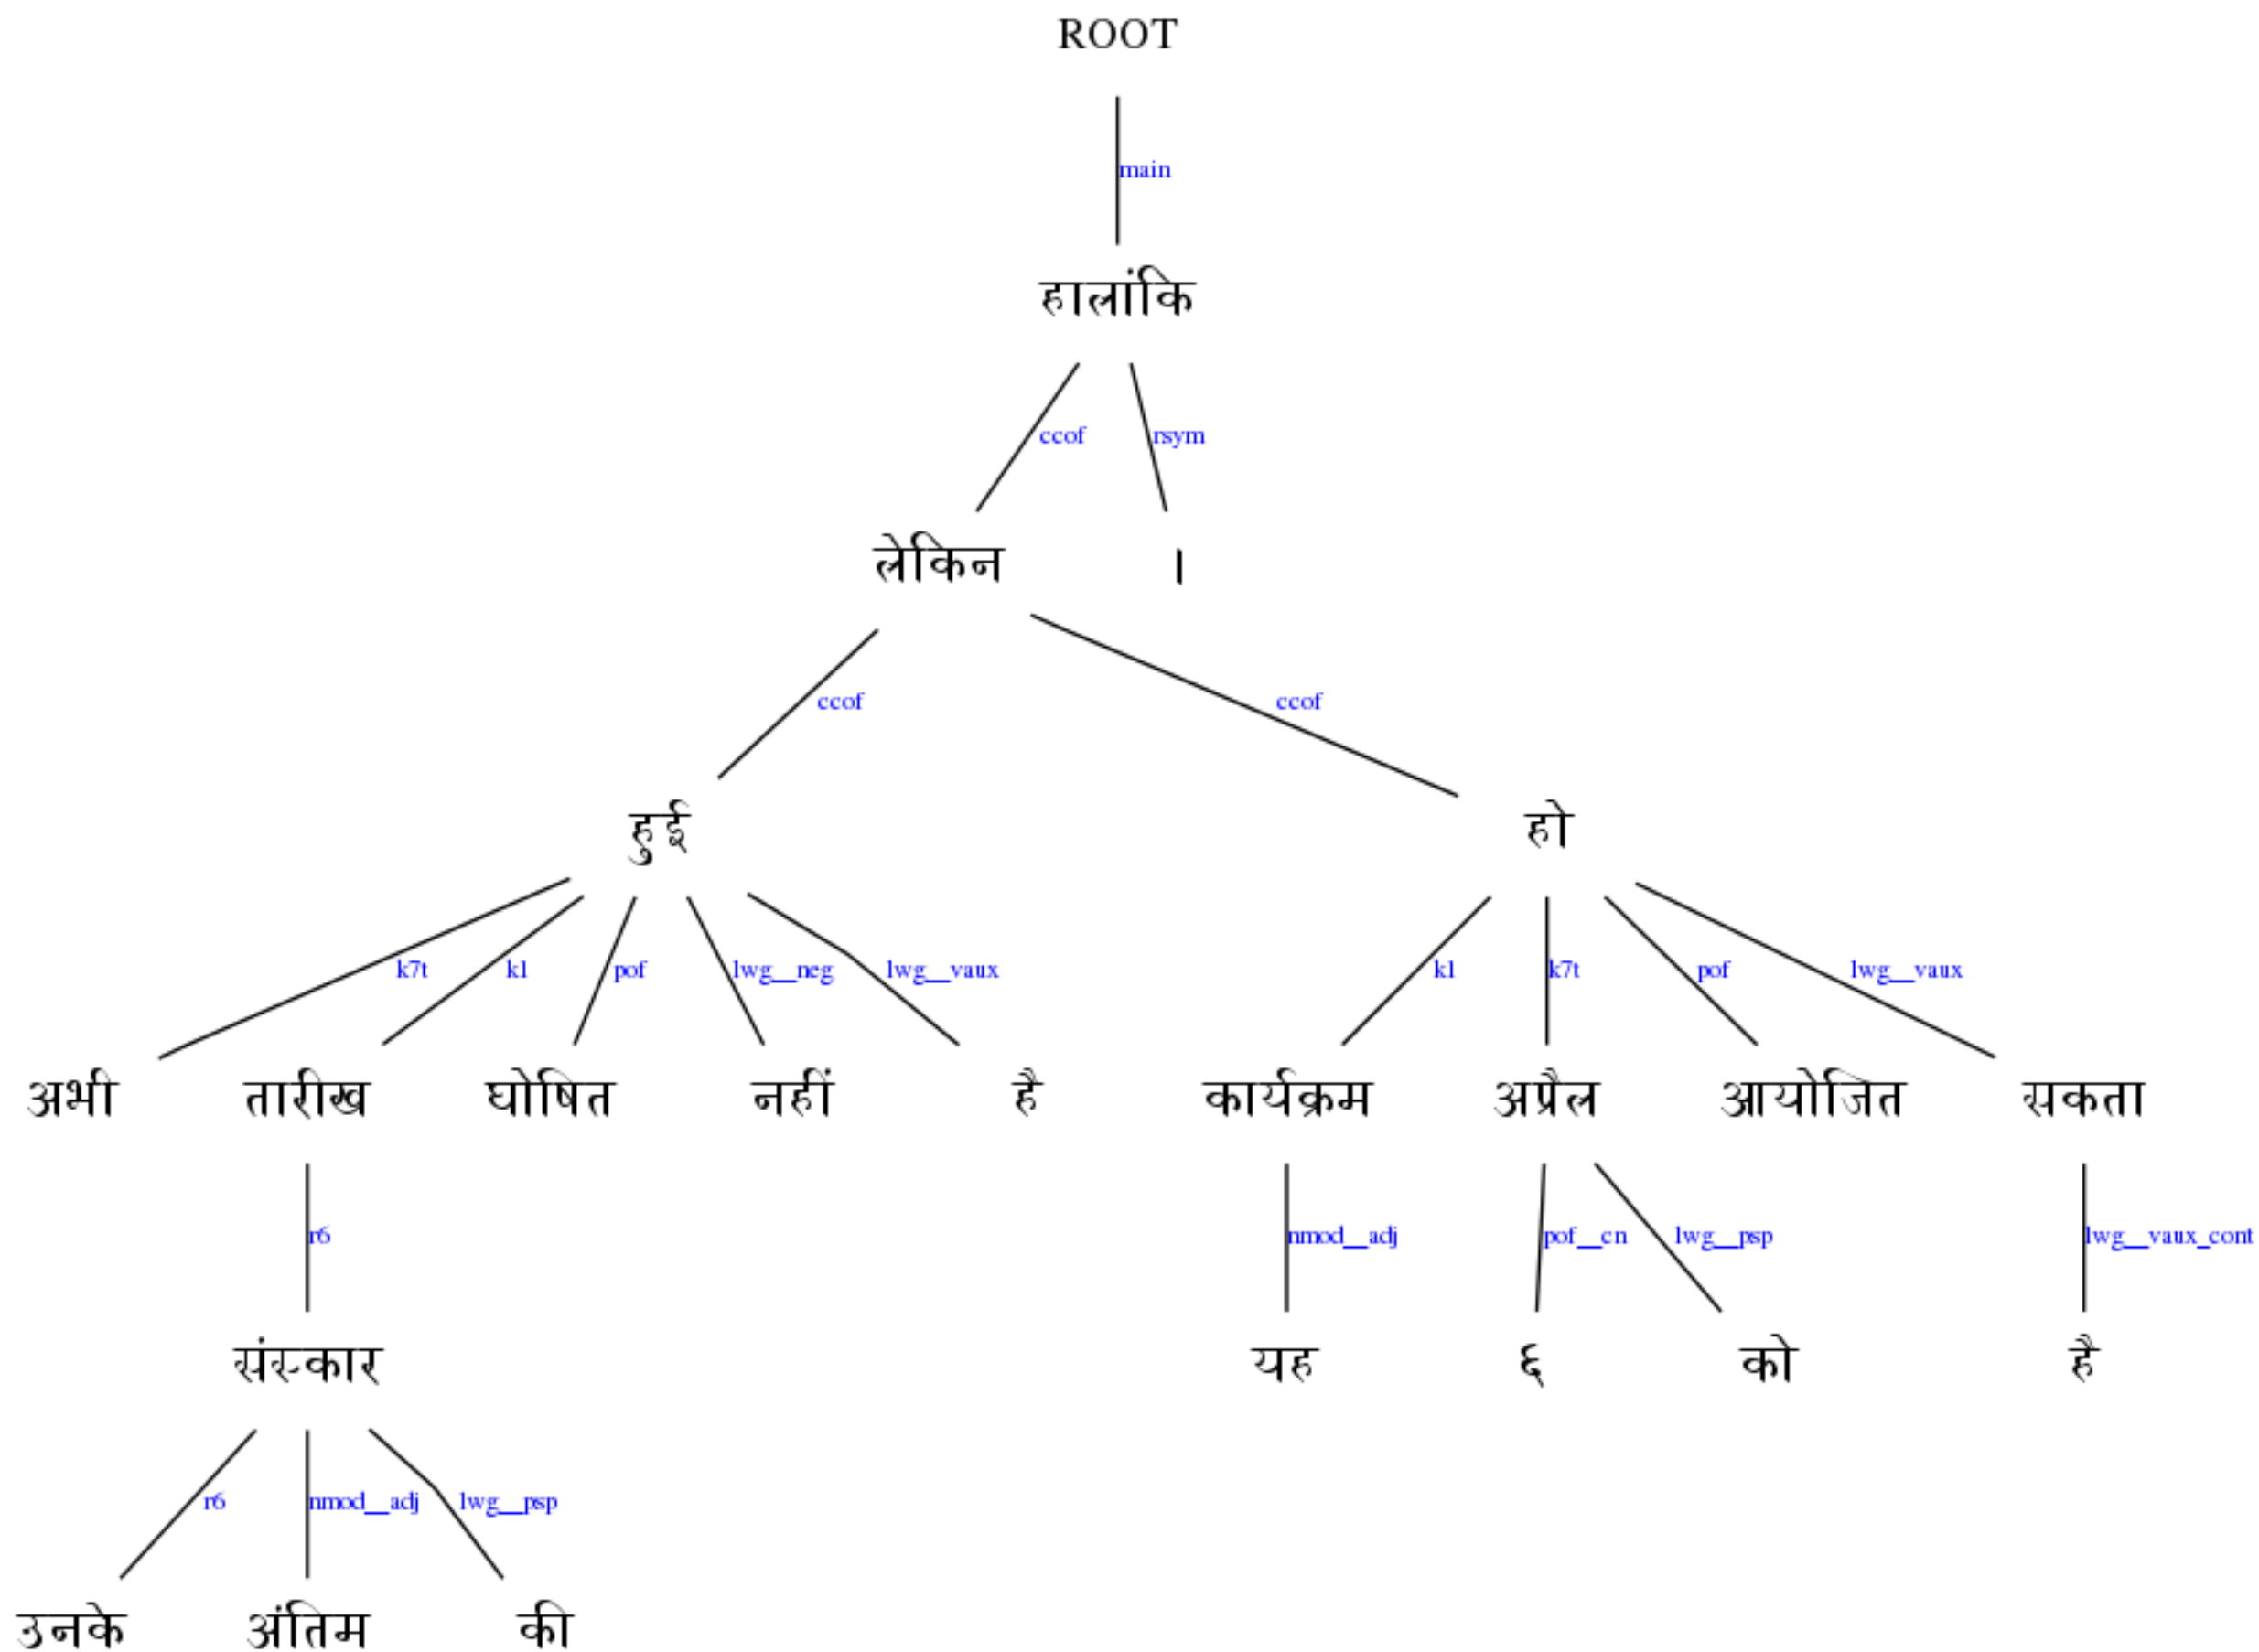 ROOT
main
हालांकि
ccof rsym
लेकिन ।
ccof ccof
हुई हो
k7t k1 pof lwg__neg lwg__vaux k1 k7t pof lwg__vaux
अभी तारीख घोषित नहीं है कार्यक्रम अप्रैल आयोजित सकता
r6 nmod__adj pof__cn lwg__psp lwg__vaux_cont
संस्कार यह ६ को है
r6 nmod__adj lwg__psp
उनके अंतिम की